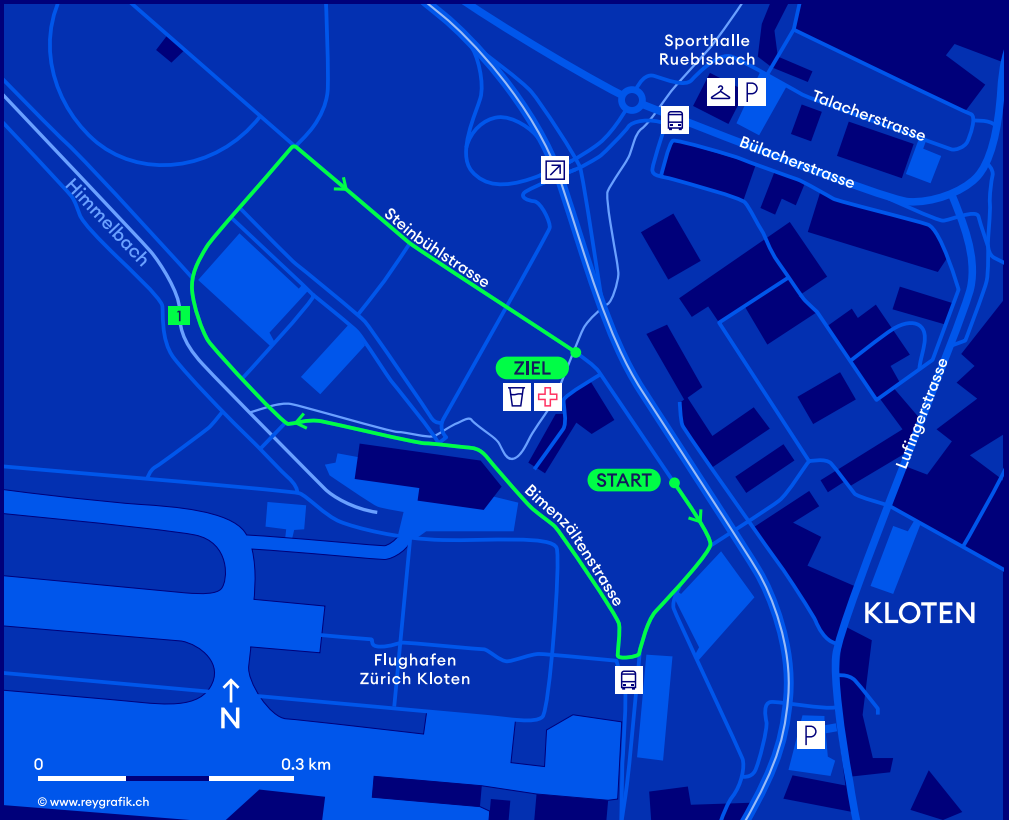 Sporthalle
Ruebisbach
P
Talacherstrasse
Bülacherstrasse
Himmelbach
Steinbühlstrasse
1
ZIEL
Lufingerstrasse
START
Bimenzältenstrasse
KLOTEN
Flughafen
Zürich Kloten
N
P
0 0.3 km
© www.reygrafik.ch